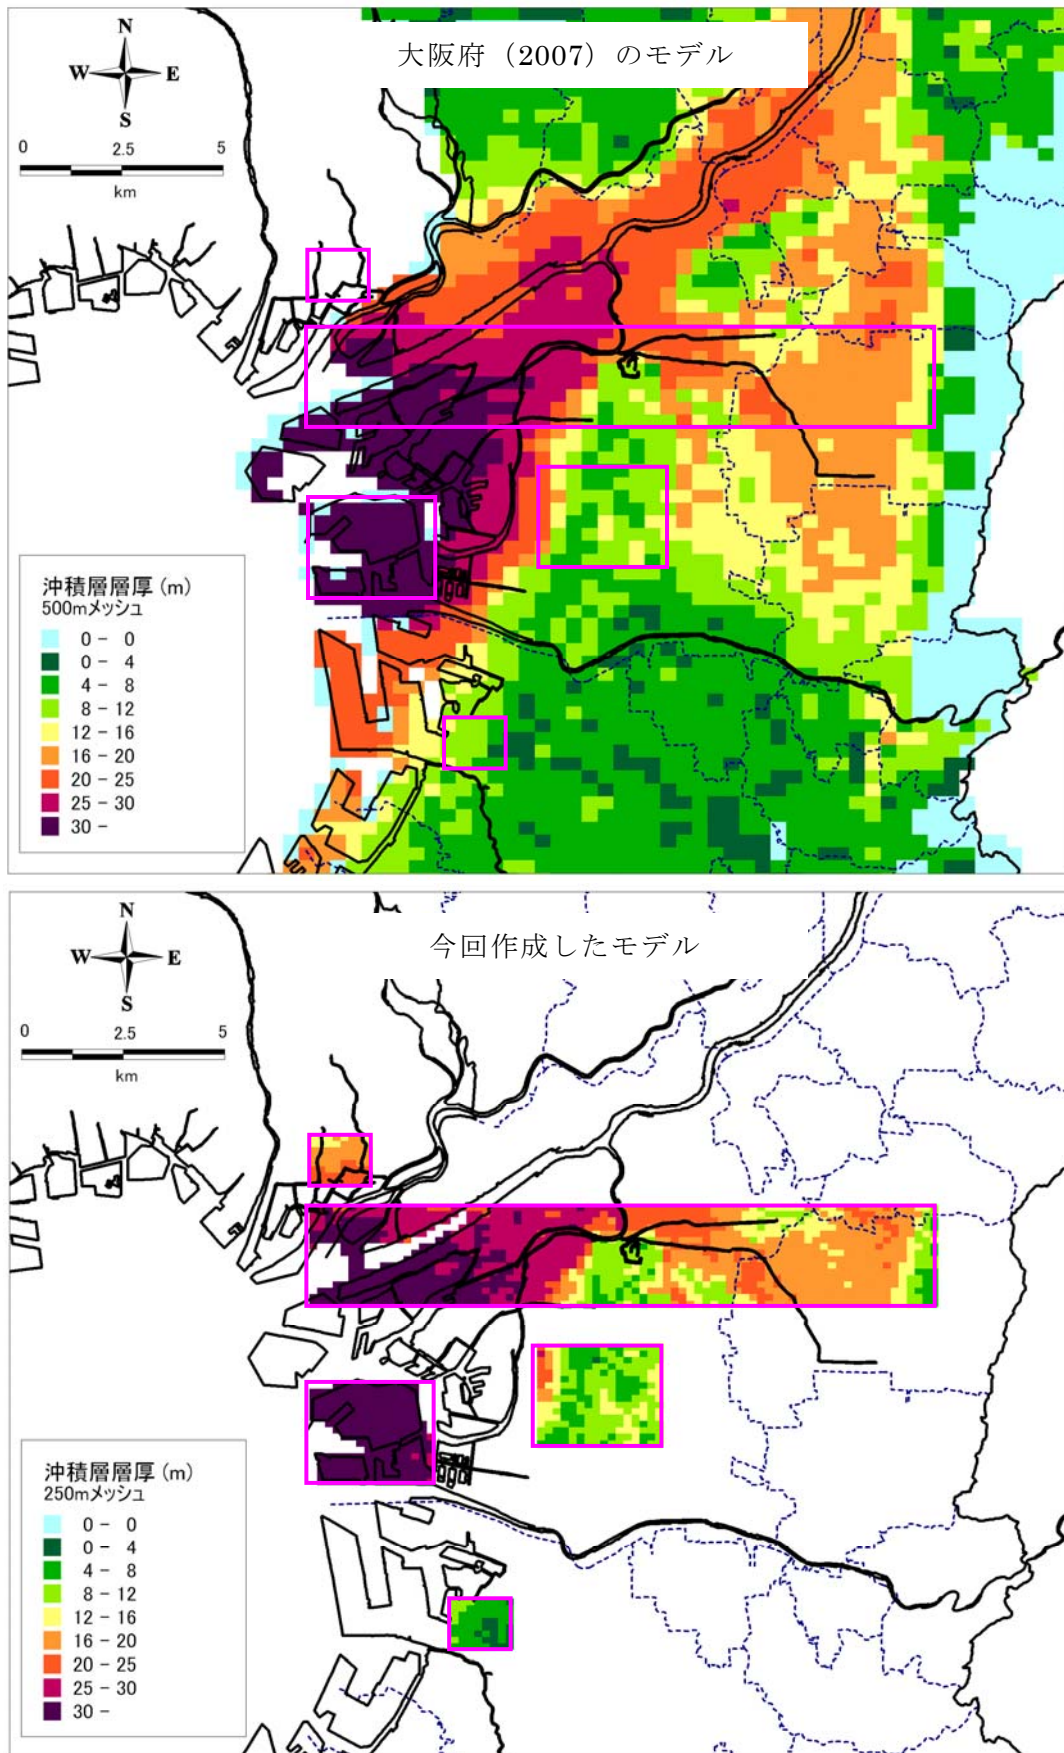 大阪府（2007）のモデル
N
W E
S
0 2.5 5
km
沖積層層厚 (m)
500mメッシュ
0 - 0
0 - 4
4 - 8
8 - 12
12 - 16
16 - 20
20 - 25
25 - 30
30 -
今回作成したモデル
N
W E
S
0 2.5 5
km
沖積層層厚 (m)
250mメッシュ
0 - 0
0 - 4
4 - 8
8 - 12
12 - 16
16 - 20
20 - 25
25 - 30
30 -